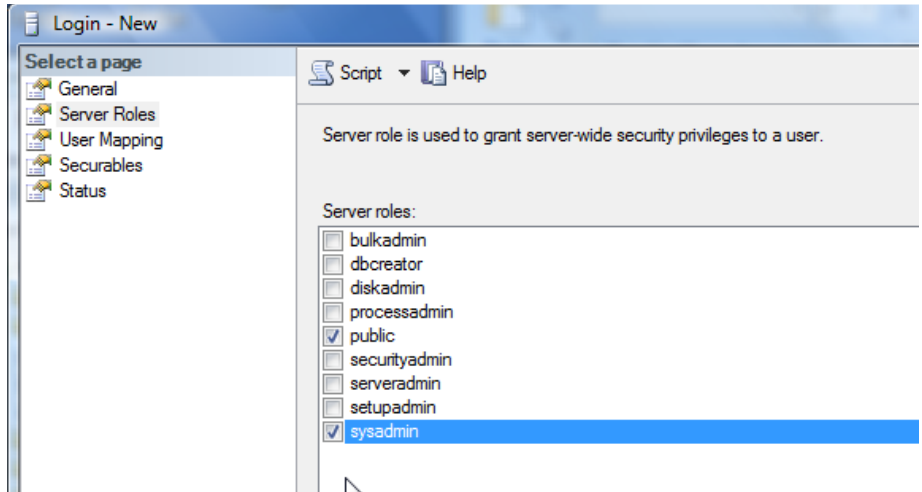 Login - New
Select a page
General
Server Roles
User Mapping
Securables
Status
Script
Help
Server role is used to grant server-wide security privileges to a user.
Server roles:
bulkadmin
dbcreator
diskadmin
processadmin
public
securityadmin
serveradmin
setupadmin
sysadmin